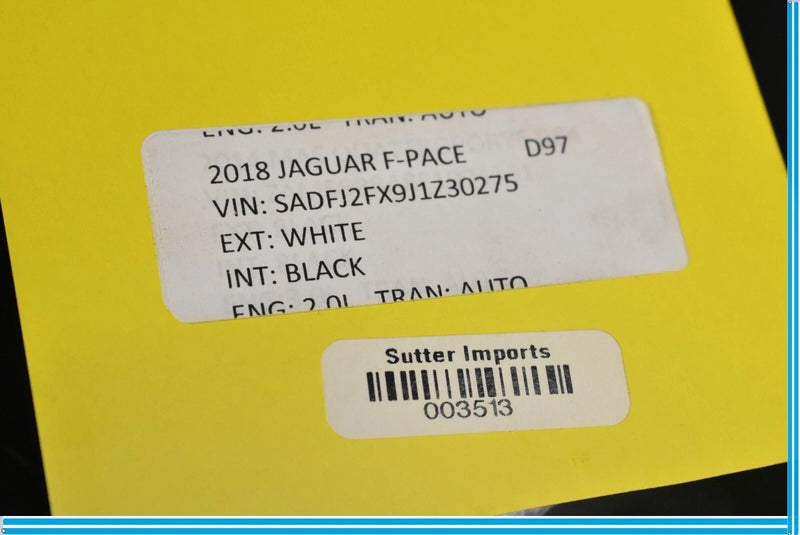 ENG: 2.0L TRAN: AUTO
2018 JAGUAR F-PACE D97
VIN: SADFJ2FX9J1Z30275
EXT: WHITE
INT: BLACK
ENG: 2.0L TRAN: AUTO
Sutter Imports
003513